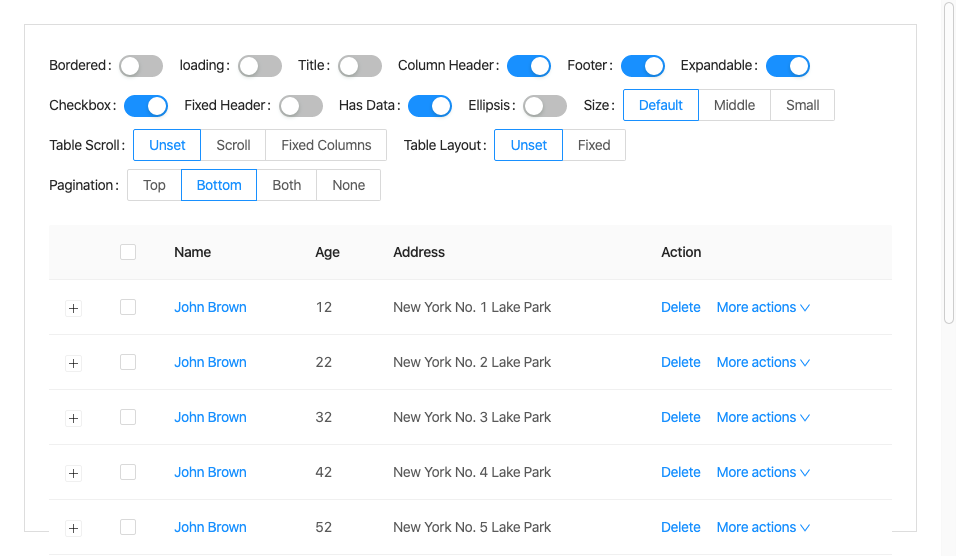 Bordered: loading: Title: Column Header: Footer: Expandable:
Checkbox: Fixed Header: Has Data: Ellipsis: Size: Default Middle Small
Table Scroll: Unset Scroll Fixed Columns Table Layout: Unset Fixed
Pagination: Top Bottom Both None
Name Age Address Action
John Brown 12 New York No. 1 Lake Park Delete More actions
John Brown 22 New York No. 2 Lake Park Delete More actions
John Brown 32 New York No. 3 Lake Park Delete More actions
John Brown 42 New York No. 4 Lake Park Delete More actions
John Brown 52 New York No. 5 Lake Park Delete More actions